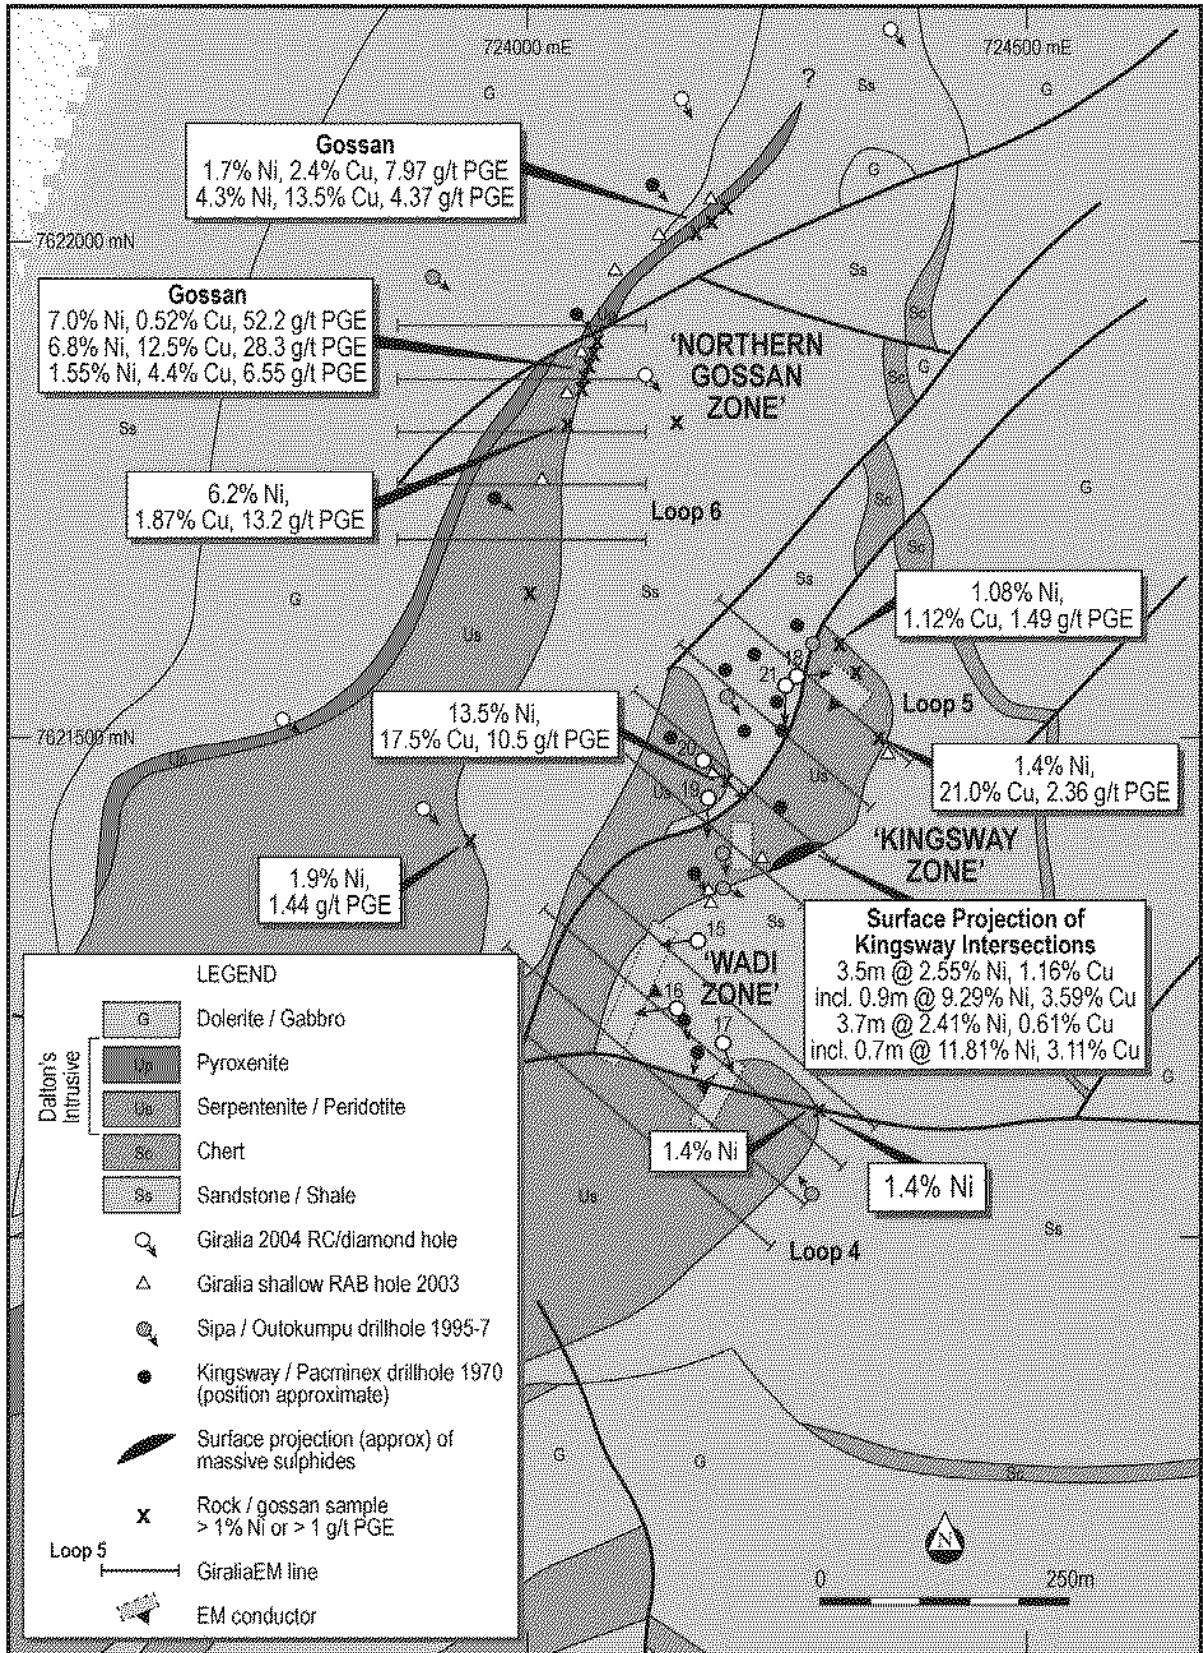 724000 mE
724500 mE
?
Ss
G
G
Gossan
1.7% Ni, 2.4% Cu, 7.97 g/t PGE
4.3% Ni, 13.5% Cu, 4.37 g/t PGE
G
7622000 mN
Ss
Gossan
7.0% Ni, 0.52% Cu, 52.2 g/t PGE
6.8% Ni, 12.5% Cu, 28.3 g/t PGE
1.55% Ni, 4.4% Cu, 6.55 g/t PGE
'NORTHERN
GOSSAN
ZONE'
Sc
Sc
G
Ss
6.2% Ni,
1.87% Cu, 13.2 g/t PGE
Loop 6
Sc
G
Sc
Ss
Ss
G
Us
1.08% Ni,
1.12% Cu, 1.49 g/t PGE
18
21
Loop 5
13.5% Ni,
17.5% Cu, 10.5 g/t PGE
7621500 mN
20
Up
Us
19
Us
1.4% Ni,
21.0% Cu, 2.36 g/t PGE
'KINGSWAY
ZONE'
1.9% Ni,
1.44 g/t PGE
Ss
15
'WADI
ZONE'
16
17
Surface Projection of
Kingsway Intersections
3.5m @ 2.55% Ni, 1.16% Cu
incl. 0.9m @ 9.29% Ni, 3.59% Cu
3.7m @ 2.41% Ni, 0.61% Cu
incl. 0.7m @ 11.81% Ni, 3.11% Cu
G
1.4% Ni
1.4% Ni
Us
Ss
Loop 4
G
G
Sc
N
0
250m
LEGEND
G
Dolerite / Gabbro
Dalton's
Intrusive
Up
Pyroxenite
Us
Serpentenite / Peridotite
Sc
Chert
Ss
Sandstone / Shale
Giralia 2004 RC/diamond hole
Giralia shallow RAB hole 2003
Sipa / Outokumpu drillhole 1995-7
Kingsway / Pacminex drillhole 1970
(position approximate)
Surface projection (approx) of
massive sulphides
x
Rock / gossan sample
> 1% Ni or > 1 g/t PGE
Loop 5
GiraliaEM line
EM conductor